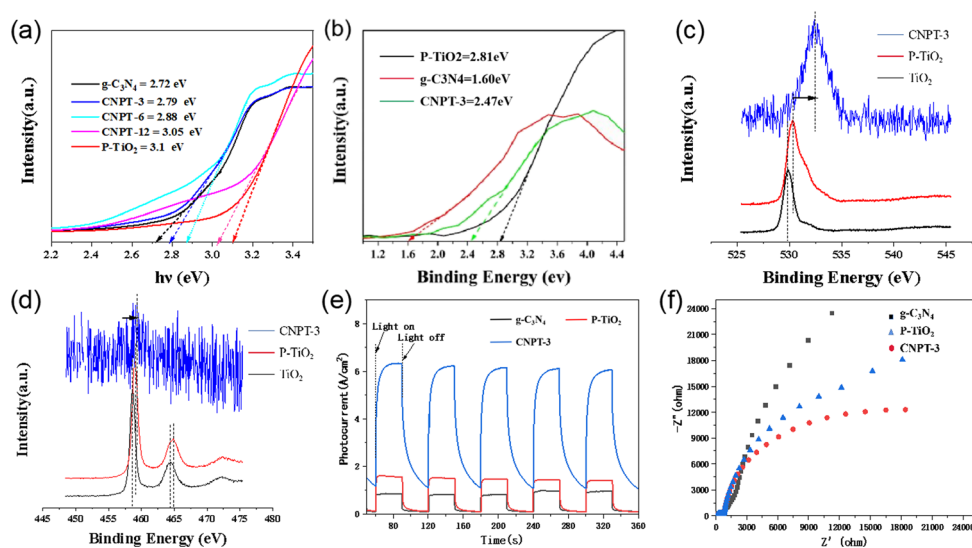 (a)
Intensity(a.u.)
g-C₃N₄ = 2.72 eV
CNPT-3 = 2.79 eV
CNPT-6 = 2.88 eV
CNPT-12 = 3.05 eV
P-TiO₂ = 3.1 eV
2.2 2.4 2.6 2.8 3.0 3.2 3.4
hν (eV)
(b)
Intensity(a.u.)
P-TiO2=2.81eV
g-C3N4=1.60eV
CNPT-3=2.47eV
1.2 1.6 2.0 2.4 2.8 3.2 3.6 4.0 4.4
Binding Energy (ev)
(c)
Intensity(a.u.)
CNPT-3
P-TiO₂
TiO₂
525 530 535 540 545
Binding Energy (eV)
(d)
Intensity(a.u.)
CNPT-3
P-TiO₂
TiO₂
445 450 455 460 465 470 475 480
Binding Energy (eV)
(e)
g-C₃N₄
P-TiO₂
CNPT-3
Light on
Light off
Photocurrent(A/cm²)
8
6
4
2
0
60 120 180 240 300 360
Time(s)
(f)
g-C₃N₄
P-TiO₂
CNPT-3
-Z″(ohm)
24000
21000
18000
15000
12000
9000
6000
3000
0
0 3000 6000 9000 12000 15000 18000 21000 24000
Z′ (ohm)